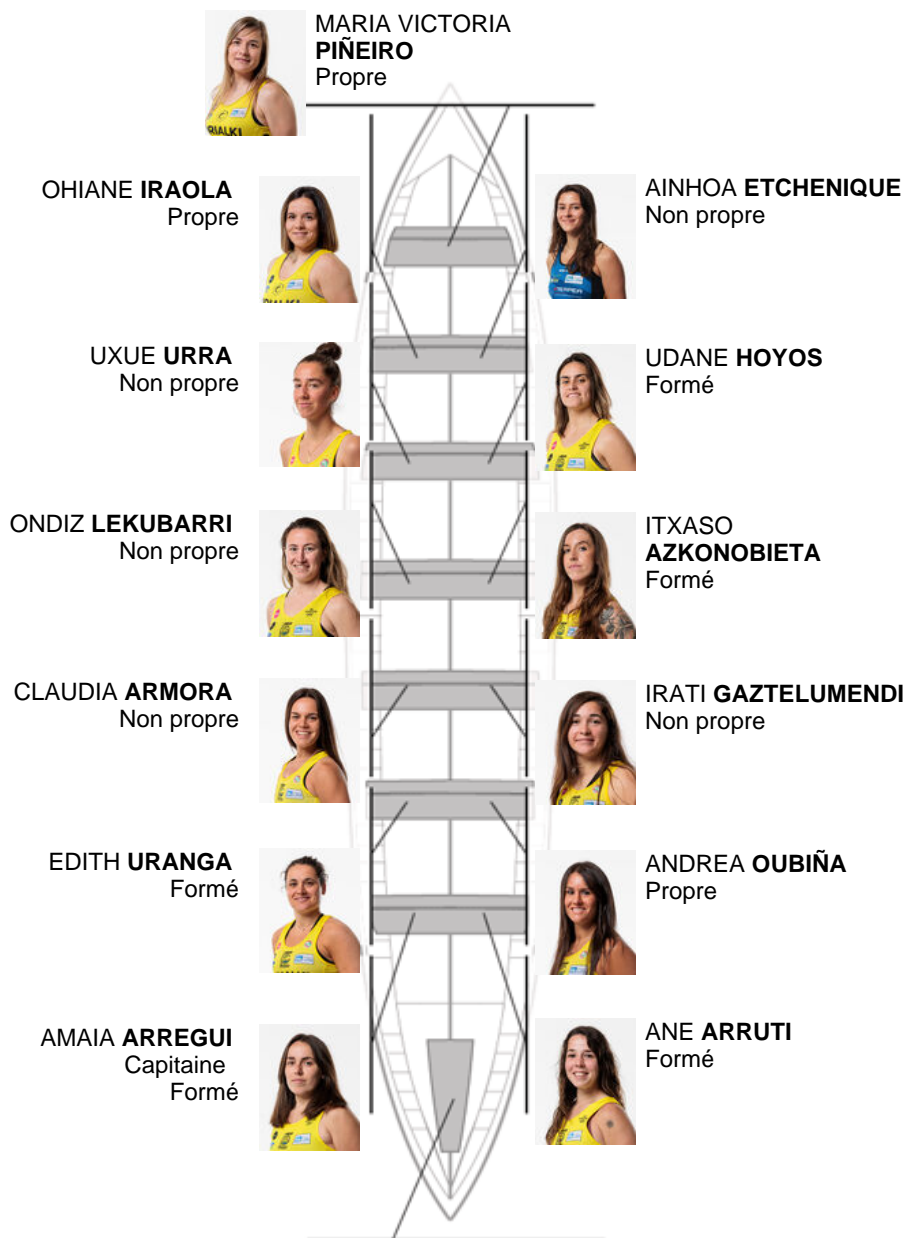 MARIA VICTORIA
PIÑEIRO
Propre
RIALKI
OHIANE IRAOLA
Propre
AINHOA ETCHENIQUE
Non propre
UXUE URRA
Non propre
UDANE HOYOS
Formé
ONDIZ LEKUBARRI
Non propre
ITXASO
AZKONOBIETA
Formé
CLAUDIA ARMORA
Non propre
IRATI GAZTELUMENDI
Non propre
EDITH URANGA
Formé
ANDREA OUBIÑA
Propre
AMAIA ARREGUI
Capitaine
Formé
ANE ARRUTI
Formé